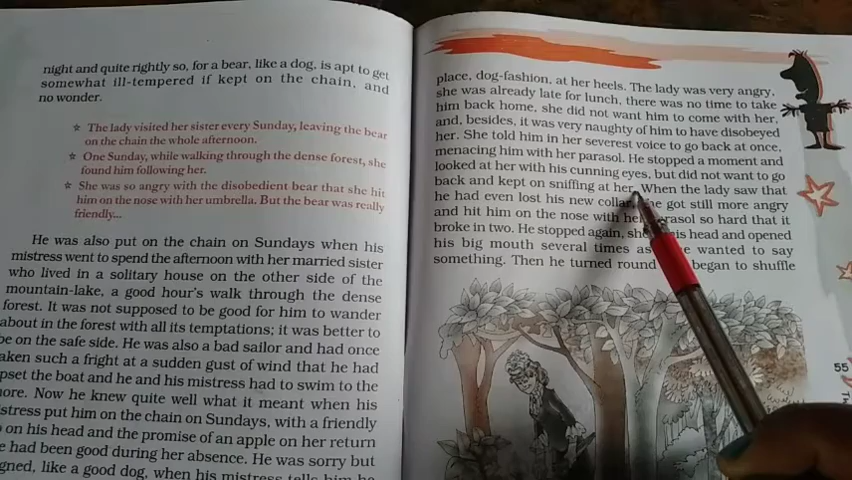 night and quite rightly so, for a bear, like a dog, is apt to get
somewhat ill-tempered if kept on the chain, and
no wonder.
☆ The lady visited her sister every Sunday, leaving the bear
on the chain the whole afternoon.
☆ One Sunday, while walking through the dense forest, she
found him following her.
☆ She was so angry with the disobedient bear that she hit
him on the nose with her umbrella. But the bear was really
friendly...
He was also put on the chain on Sundays when his
mistress went to spend the afternoon with her married sister
who lived in a solitary house on the other side of the
mountain-lake, a good hour's walk through the dense
forest. It was not supposed to be good for him to wander
about in the forest with all its temptations; it was better to
be on the safe side. He was also a bad sailor and had once
aken such a fright at a sudden gust of wind that he had
pset the boat and he and his mistress had to swim to the
ore. Now he knew quite well what it meant when his
stress put him on the chain on Sundays, with a friendly
on his head and the promise of an apple on her return
e had been good during her absence. He was sorry but
gned, like a good dog, when his mistress tells him he
place, dog-fashion, at her heels. The lady was very angry,
she was already late for lunch, there was no time to take
him back home, she did not want him to come with her,
and, besides, it was very naughty of him to have disobeyed
her. She told him in her severest voice to go back at once,
menacing him with her parasol. He stopped a moment and
looked at her with his cunning eyes, but did not want to go
back and kept on sniffing at her. When the lady saw that
he had even lost his new collar, she got still more angry
and hit him on the nose with her parasol so hard that it
broke in two. He stopped again, his head and opened
his big mouth several times as wanted to say
something. Then he turned round began to shuffle
55